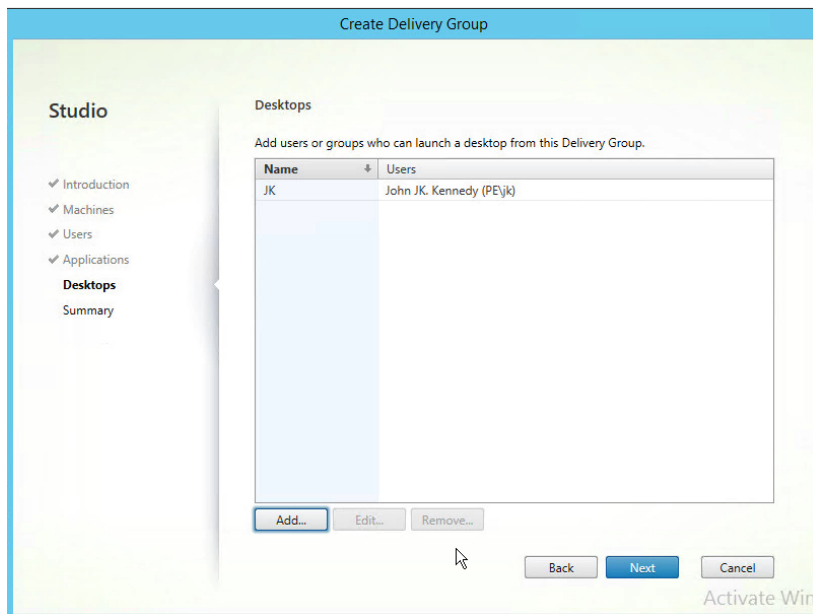 Create Delivery Group
Studio
Introduction
Machines
Users
Applications
Desktops
Summary
Desktops
Add users or groups who can launch a desktop from this Delivery Group.
Name Users
JK John JK. Kennedy (PE\jk)
Add... Edit... Remove...
Back Next Cancel
Activate Win